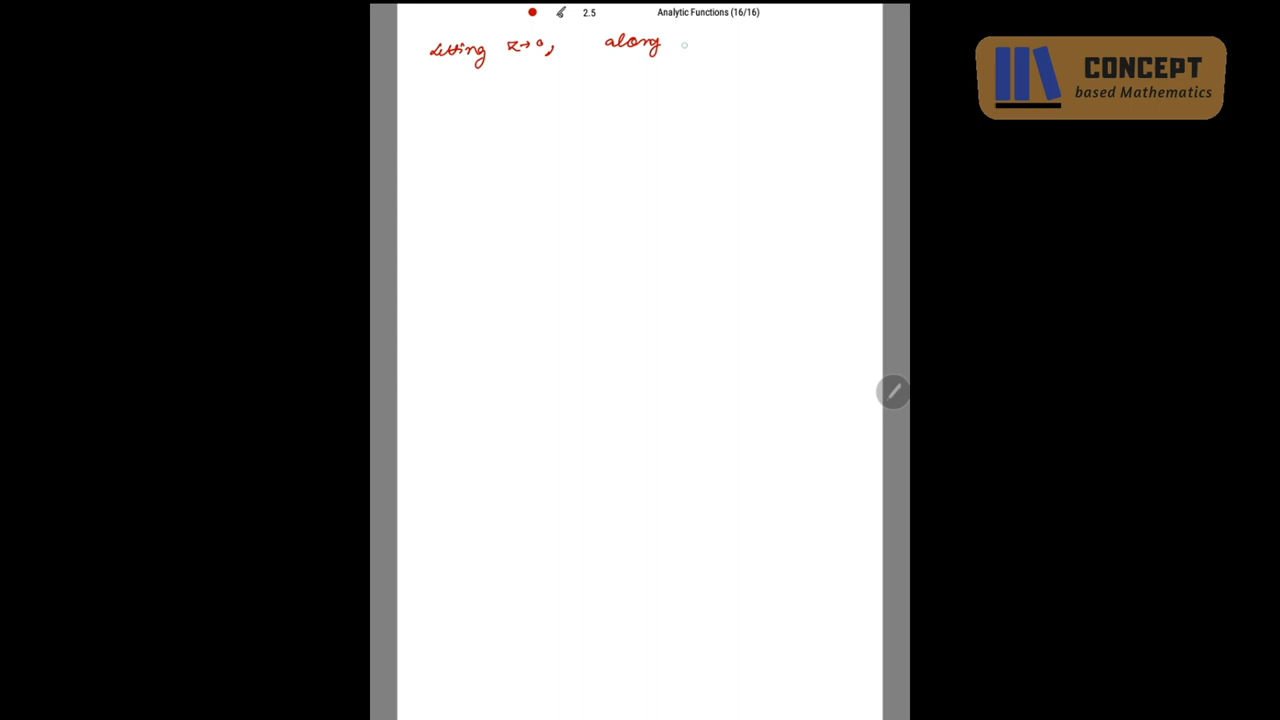 2.5 Analytic Functions (16/16)
Letting z→0, along
CONCEPT
based Mathematics